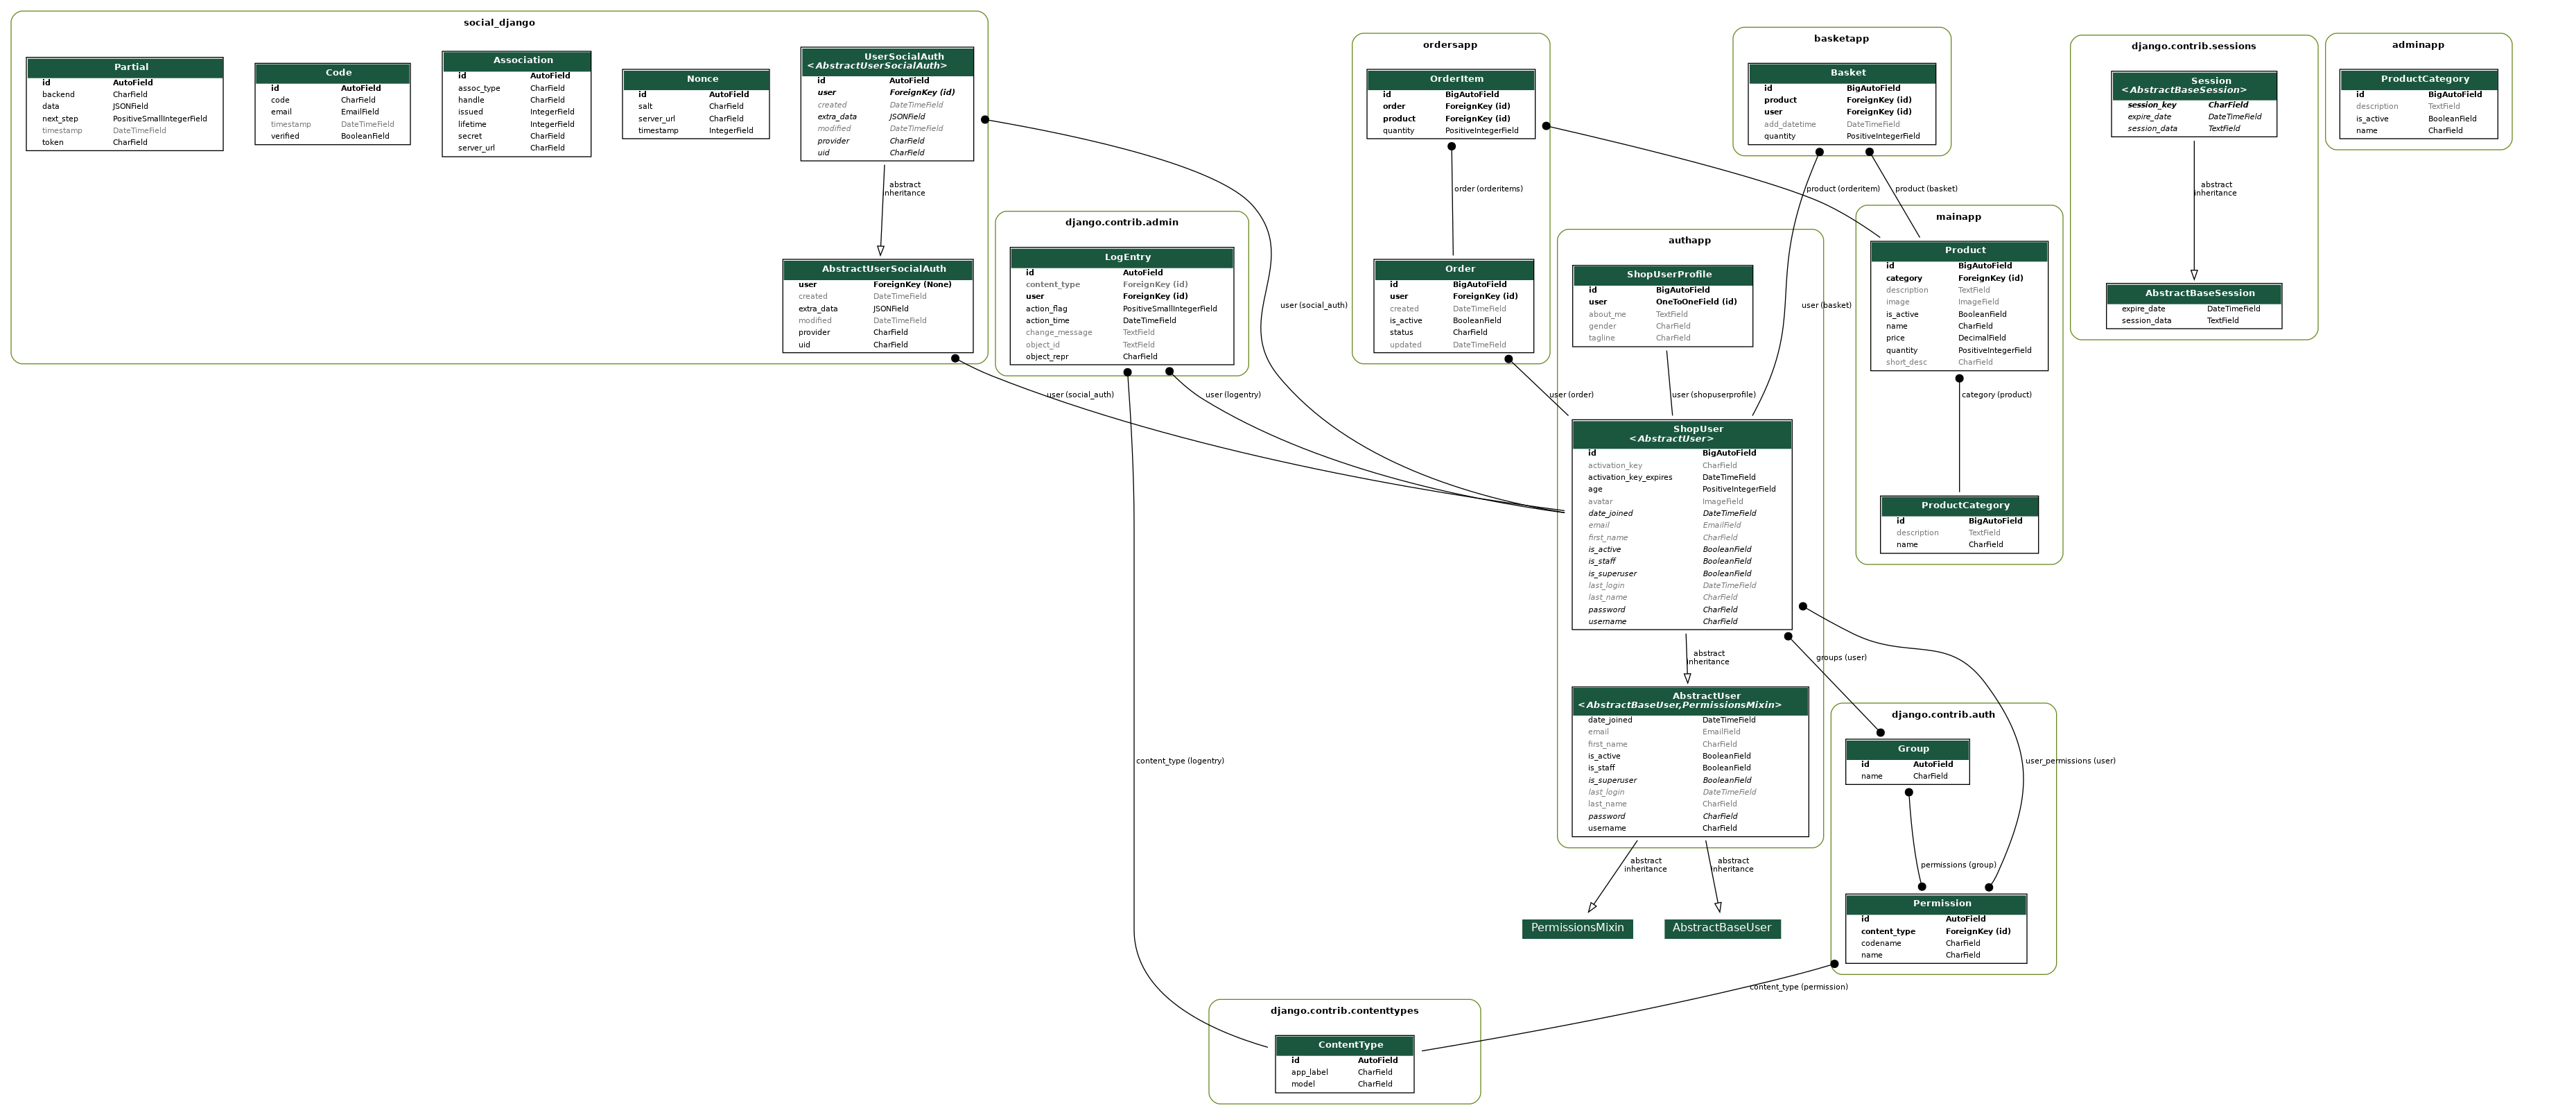 social_django
Partial
id AutoField
backend CharField
data JSONField
next_step PositiveSmallIntegerField
timestamp DateTimeField
token CharField
Code
id AutoField
code CharField
email EmailField
timestamp DateTimeField
verified BooleanField
Association
id AutoField
assoc_type CharField
handle CharField
issued IntegerField
lifetime IntegerField
secret CharField
server_url CharField
Nonce
id AutoField
salt CharField
server_url CharField
timestamp IntegerField
UserSocialAuth
<AbstractUserSocialAuth>
id AutoField
user ForeignKey (id)
created DateTimeField
extra_data JSONField
modified DateTimeField
provider CharField
uid CharField
abstract
inheritance
AbstractUserSocialAuth
user ForeignKey (None)
created DateTimeField
extra_data JSONField
modified DateTimeField
provider CharField
uid CharField
django.contrib.admin
LogEntry
id AutoField
content_type ForeignKey (id)
user ForeignKey (id)
action_flag PositiveSmallIntegerField
action_time DateTimeField
change_message TextField
object_id TextField
object_repr CharField
user (social_auth)
user (social_auth)
user (logentry)
content_type (logentry)
ordersapp
OrderItem
id BigAutoField
order ForeignKey (id)
product ForeignKey (id)
quantity PositiveIntegerField
order (orderitems)
Order
id BigAutoField
user ForeignKey (id)
created DateTimeField
is_active BooleanField
status CharField
updated DateTimeField
user (order)
basketapp
Basket
id BigAutoField
product ForeignKey (id)
user ForeignKey (id)
add_datetime DateTimeField
quantity PositiveIntegerField
product (orderitem)
product (basket)
user (basket)
authapp
ShopUserProfile
id BigAutoField
user OneToOneField (id)
about_me TextField
gender CharField
tagline CharField
user (shopuserprofile)
ShopUser
<AbstractUser>
id BigAutoField
activation_key CharField
activation_key_expires DateTimeField
age PositiveIntegerField
avatar ImageField
date_joined DateTimeField
email EmailField
first_name CharField
is_active BooleanField
is_staff BooleanField
is_superuser BooleanField
last_login DateTimeField
last_name CharField
password CharField
username CharField
abstract
inheritance
AbstractUser
<AbstractBaseUser,PermissionsMixin>
date_joined DateTimeField
email EmailField
first_name CharField
is_active BooleanField
is_staff BooleanField
is_superuser BooleanField
last_login DateTimeField
last_name CharField
password CharField
username CharField
abstract
inheritance
abstract
inheritance
PermissionsMixin
AbstractBaseUser
mainapp
Product
id BigAutoField
category ForeignKey (id)
description TextField
image ImageField
is_active BooleanField
name CharField
price DecimalField
quantity PositiveIntegerField
short_desc CharField
category (product)
ProductCategory
id BigAutoField
description TextField
name CharField
groups (user)
user_permissions (user)
django.contrib.auth
Group
id AutoField
name CharField
permissions (group)
Permission
id AutoField
content_type ForeignKey (id)
codename CharField
name CharField
content_type (permission)
django.contrib.contenttypes
ContentType
id AutoField
app_label CharField
model CharField
django.contrib.sessions
Session
<AbstractBaseSession>
session_key CharField
expire_date DateTimeField
session_data TextField
abstract
inheritance
AbstractBaseSession
expire_date DateTimeField
session_data TextField
adminapp
ProductCategory
id BigAutoField
description TextField
is_active BooleanField
name CharField